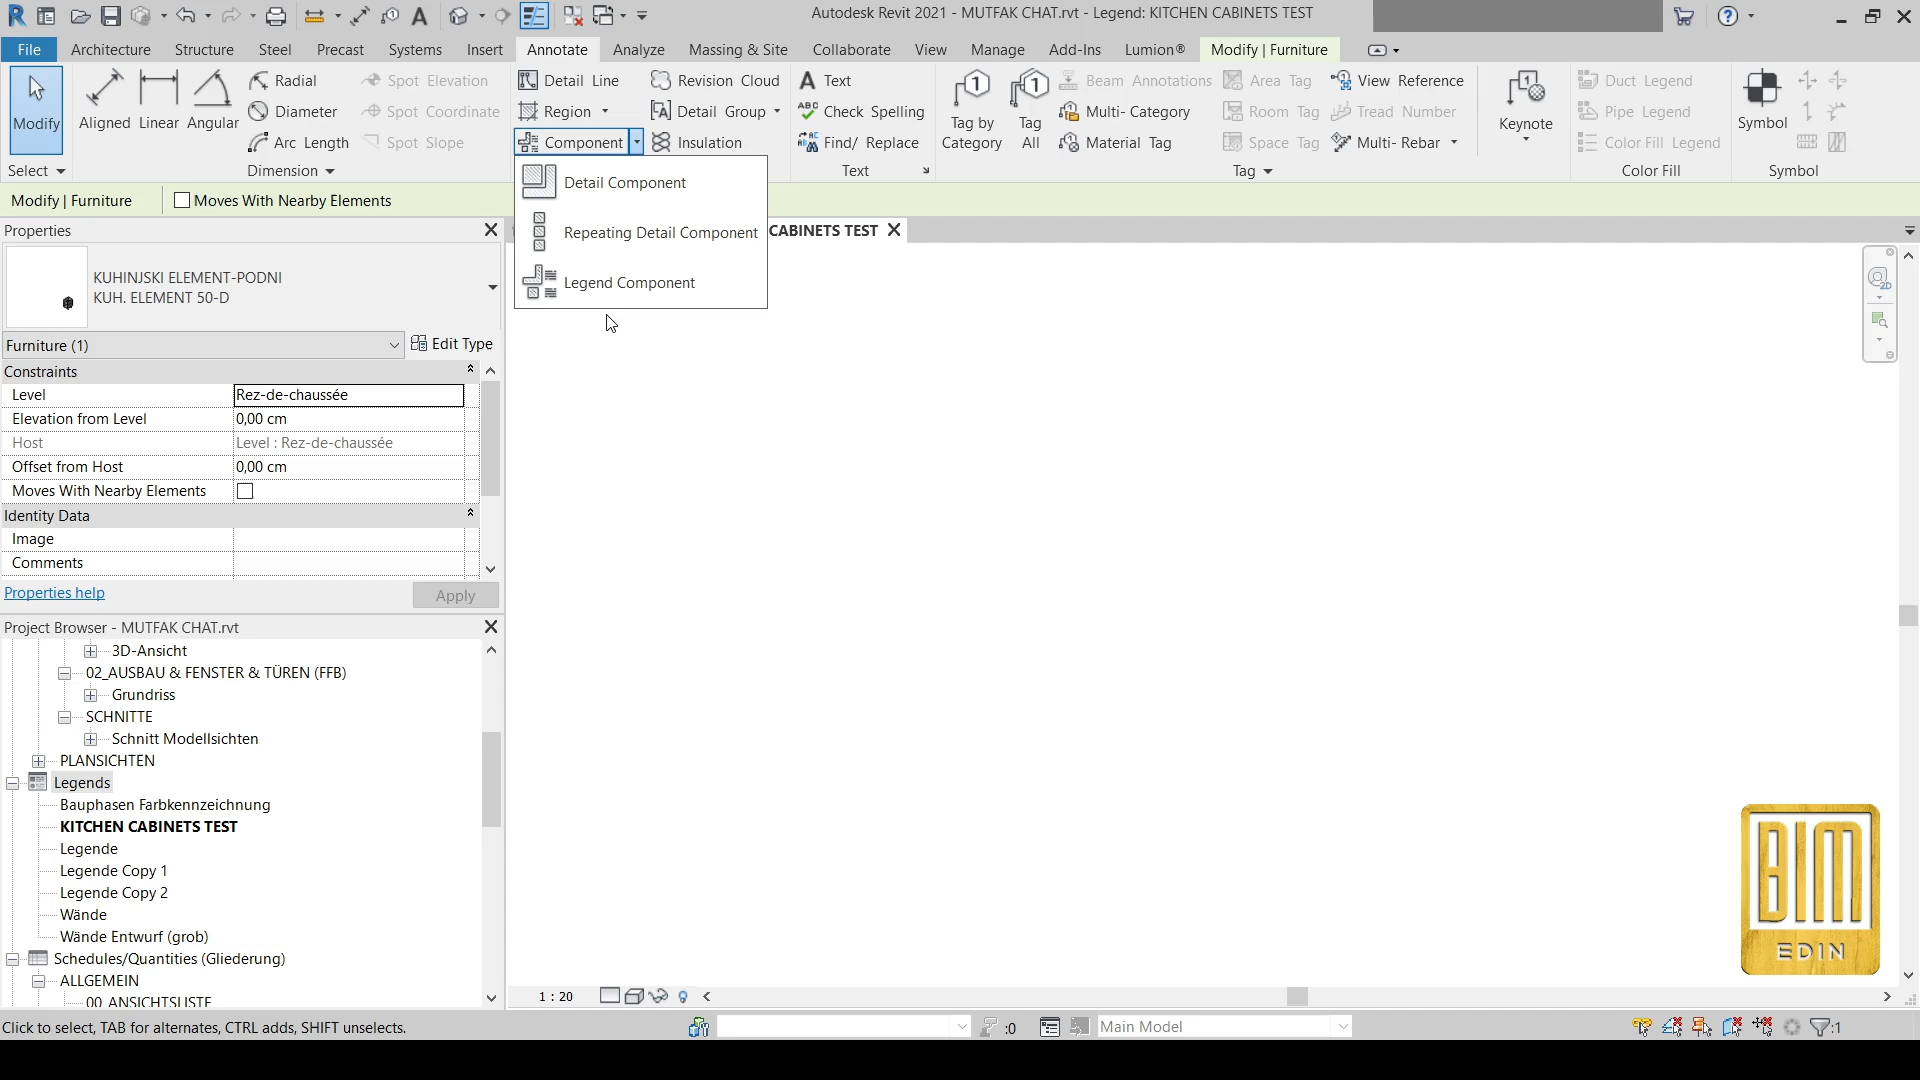 Autodesk Revit 2021 - MUTFAK CHAT.rvt - Legend: KITCHEN CABINETS TEST
File Architecture Structure Steel Precast Systems Insert Annotate Analyze Massing & Site Collaborate View Manage Add-Ins Lumion® Modify | Furniture
Modify
Select
Aligned Linear Angular
Radial
Diameter
Arc Length
Spot Elevation
Spot Coordinate
Spot Slope
Dimension
Detail Line
Region
Component
Revision Cloud
Detail Group
Insulation
A Text
ABC Check Spelling
Find/ Replace
Text
Tag by Category
Tag All
Beam Annotations
Multi- Category
Material Tag
Area Tag
Room Tag
Space Tag
View Reference
Tread Number
Multi- Rebar
Tag
Keynote
Duct Legend
Pipe Legend
Color Fill Legend
Color Fill
Symbol
Symbol
Detail Component
Repeating Detail Component
Legend Component
Modify | Furniture Moves With Nearby Elements
Properties
CABINETS TEST
KUHINJSKI ELEMENT-PODNI
KUH. ELEMENT 50-D
Furniture (1) Edit Type
Constraints
Level Rez-de-chaussée
Elevation from Level 0,00 cm
Host Level : Rez-de-chaussée
Offset from Host 0,00 cm
Moves With Nearby Elements
Identity Data
Image
Comments
Properties help Apply
Project Browser - MUTFAK CHAT.rvt
3D-Ansicht
02_AUSBAU & FENSTER & TÜREN (FFB)
Grundriss
SCHNITTE
Schnitt Modellsichten
PLANSICHTEN
Legends
Bauphasen Farbkennzeichnung
KITCHEN CABINETS TEST
Legende
Legende Copy 1
Legende Copy 2
Wände
Wände Entwurf (grob)
Schedules/Quantities (Gliederung)
ALLGEMEIN
00_ANSICHTSLISTE
2D
BIM
EDIN
1 : 20
Click to select, TAB for alternates, CTRL adds, SHIFT unselects.
:0
Main Model
:1